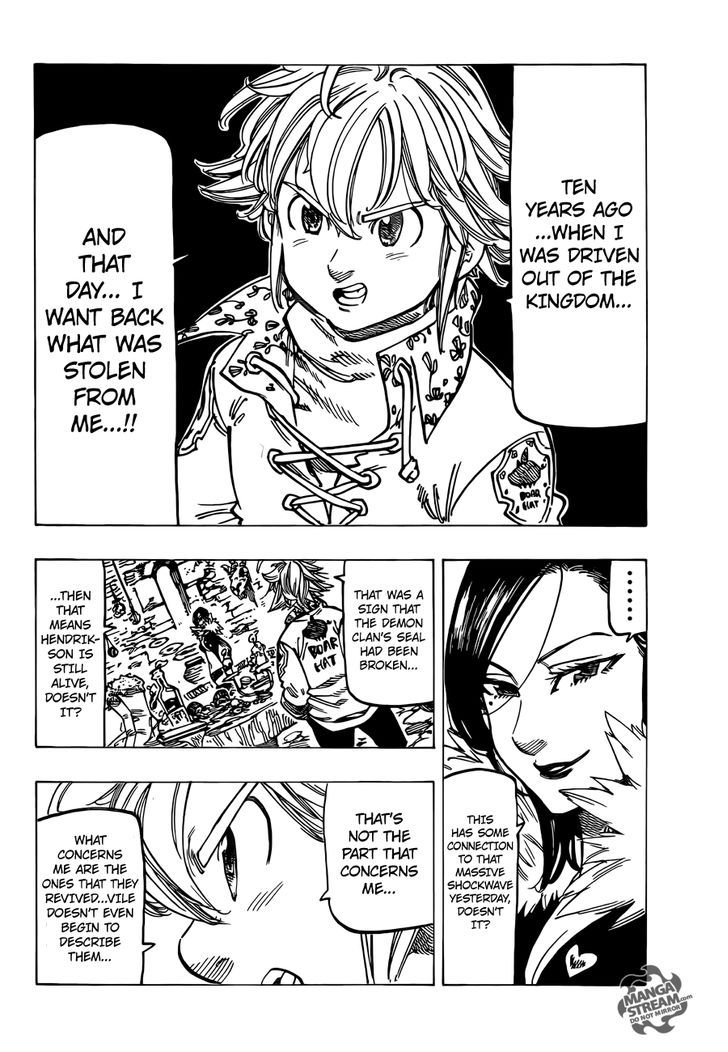 TEN
YEARS AGO
...WHEN I
WAS DRIVEN
OUT OF THE
KINGDOM...
AND
THAT
DAY... I
WANT BACK
WHAT WAS
STOLEN
FROM
ME...!!
BOAR
HAT
......
THIS
HAS SOME
CONNECTION
TO THAT
MASSIVE
SHOCKWAVE
YESTERDAY,
DOESN'T
IT?
THAT WAS A
SIGN THAT
THE DEMON
CLAN'S SEAL
HAD BEEN
BROKEN...
BOAR
HAT
...THEN
THAT
MEANS
HENDRIK-
SON IS
STILL
ALIVE,
DOESN'T
IT?
THAT'S
NOT THE
PART THAT
CONCERNS
ME...
WHAT
CONCERNS
ME ARE THE
ONES THAT THEY
REVIVED...VILE
DOESN'T EVEN
BEGIN TO
DESCRIBE
THEM...
MANGA
STREAM.com
DO NOT MIRROR